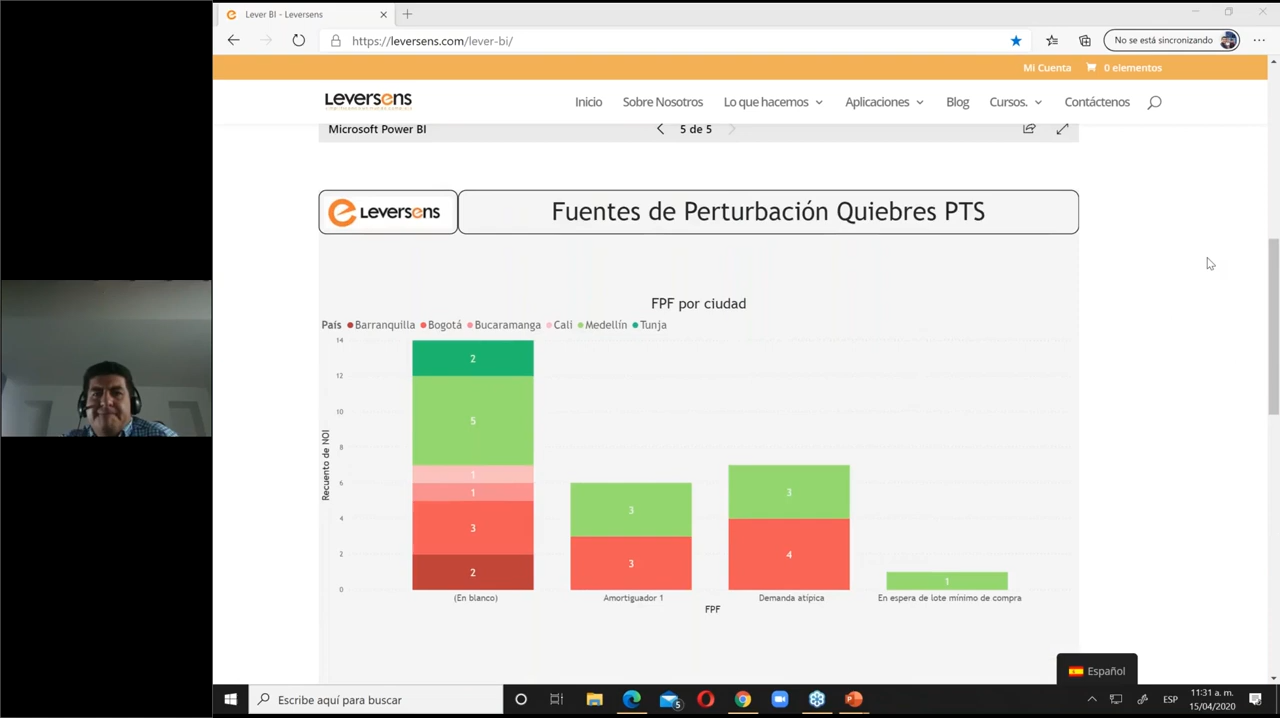 Lever BI - Leversens
https://leversens.com/lever-bi/
No se está sincronizando
Mi Cuenta
0 elementos
Leversens
Inicio
Sobre Nosotros
Lo que hacemos
Aplicaciones
Blog
Cursos.
Contáctenos
Microsoft Power BI
5 de 5
Leversens
Fuentes de Perturbación Quiebres PTS
FPF por ciudad
País Barranquilla Bogotá Bucaramanga Cali Medellín Tunja
Recuento de NOI
14
12
10
8
6
4
2
0
2
5
1
1
3
2
3
3
3
4
1
(En blanco)
Amortiguador 1
Demanda atípica
En espera de lote mínimo de compra
FPF
Español
Escribe aquí para buscar
5
ESP
11:31 a. m.
15/04/2020